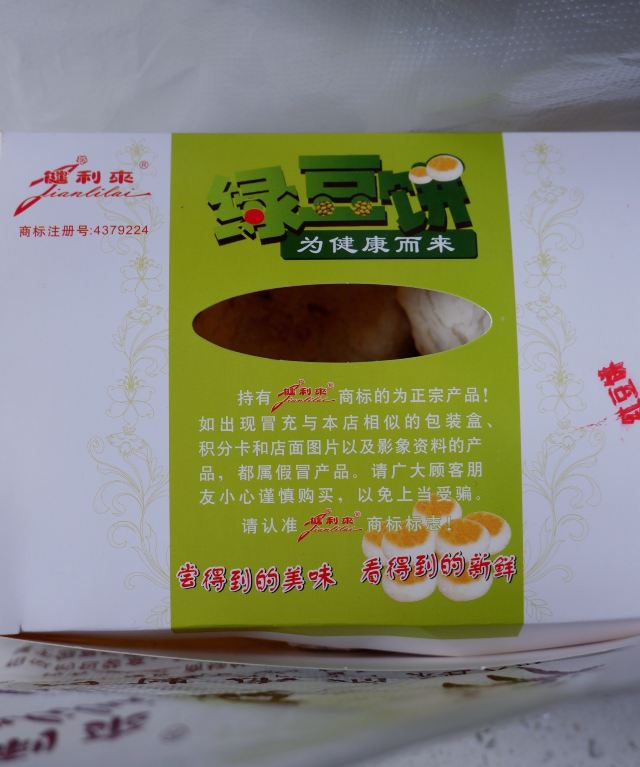 健利来®
Jianlilai
商标注册号:4379224
绿豆饼
为健康而来
持有健利来®商标的为正宗产品！
Jianlilai
如出现冒充与本店相似的包装盒、
积分卡和店面图片以及影象资料的产
品，都属假冒产品。请广大顾客朋
友小心谨慎购买，以免上当受骗。
请认准健利来®商标标志！
Jianlilai
尝得到的美味 看得到的新鲜